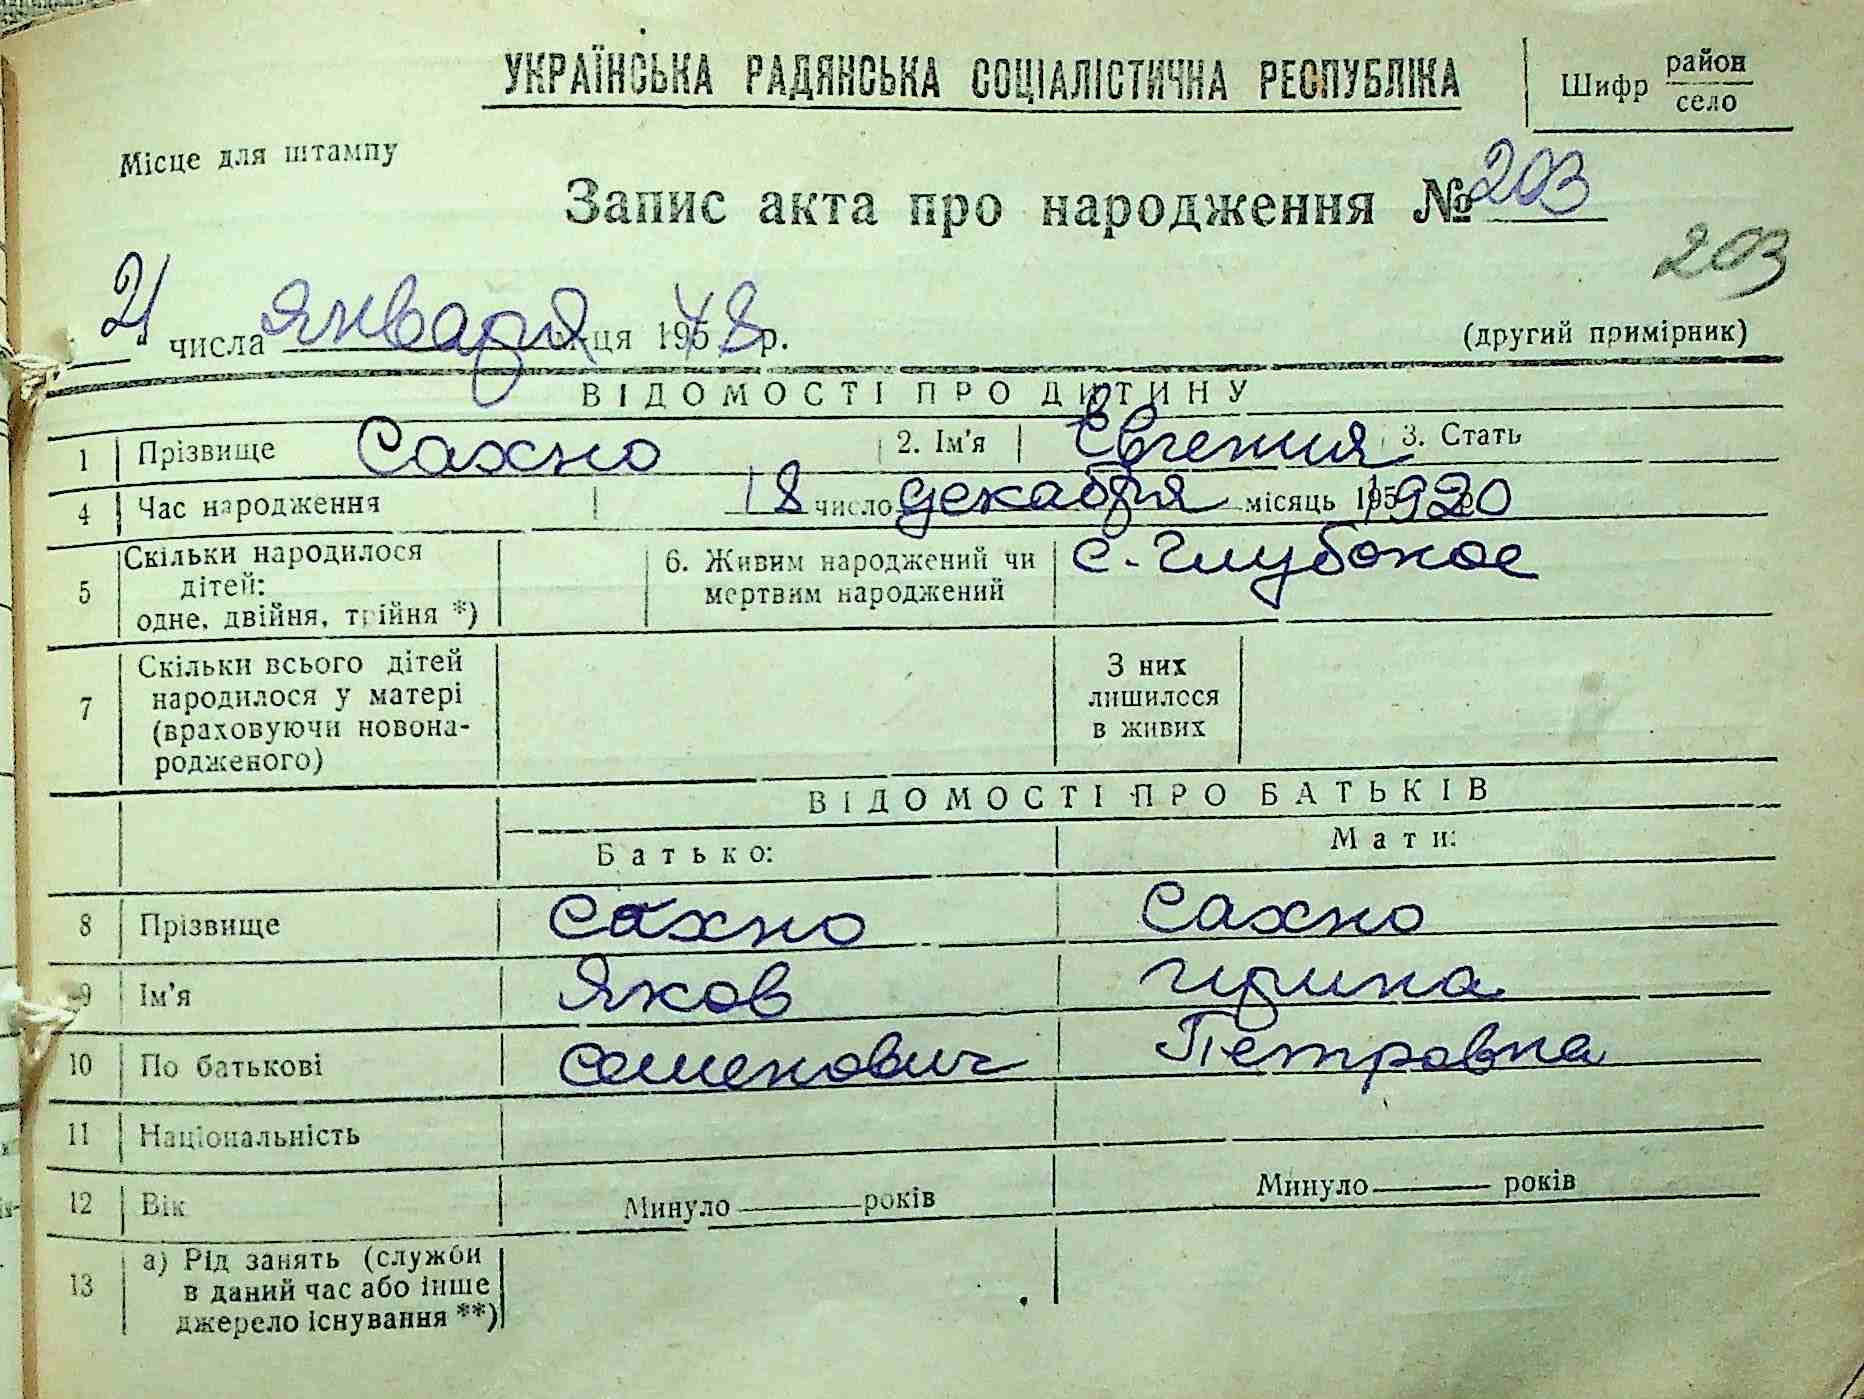 УКРАЇНСЬКА РАДЯНСЬКА СОЦІАЛІСТИЧНА РЕСПУБЛІКА
Шифр район
село
Місце для штампу
Запис акта про народження № 203
203
21 числа января місяця 1948 р.
(другий примірник)
ВІДОМОСТІ ПРО ДИТИНУ
1 Прізвище Сахно 2. Ім'я Евгения 3. Стать
4 Час народження 18 число декабря місяць 1920
5 Скільки народилося дітей: одне, двійня, трійня *) 6. Живим народжений чи мертвим народжений с. Глубокое
7 Скільки всього дітей народилося у матері (враховуючи новонародженого) З них лишилося в живих
ВІДОМОСТІ ПРО БАТЬКІВ
Батько: Мати:
8 Прізвище Сахно Сахно
9 Ім'я Яков Ирина
10 По батькові Семенович Петровна
11 Національність
12 Вік Минуло років Минуло років
13 а) Рід занять (служби в даний час або інше джерело існування **)